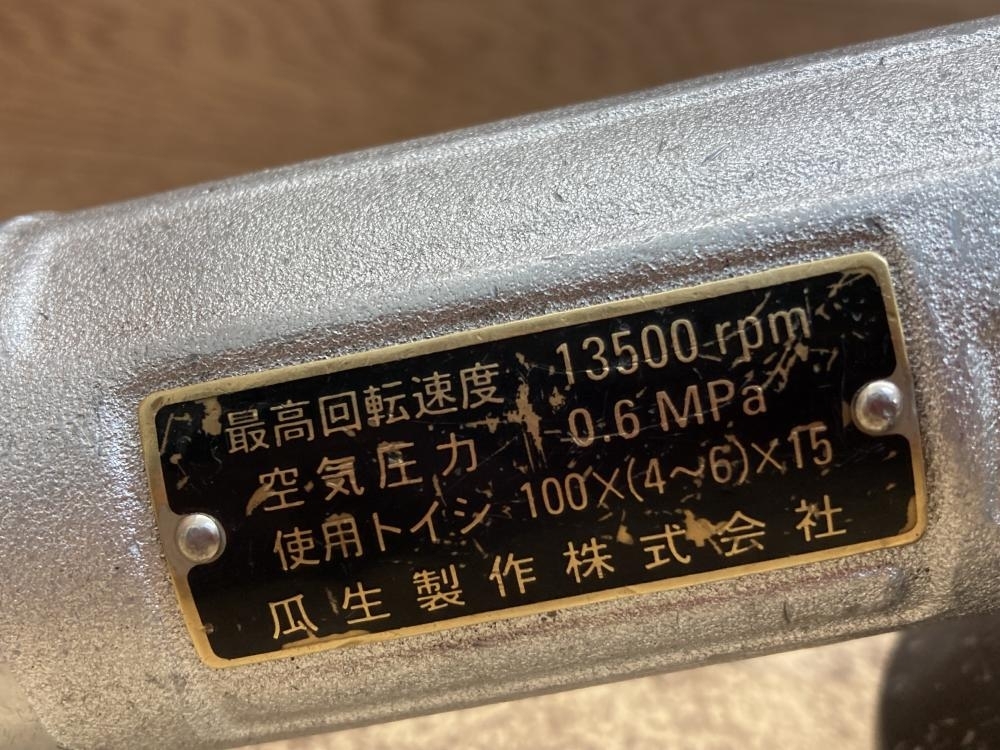 最高回転速度 13500 rpm
空気圧力 0.6 MPa
使用トイシ 100×(4〜6)×15
瓜生製作株式会社